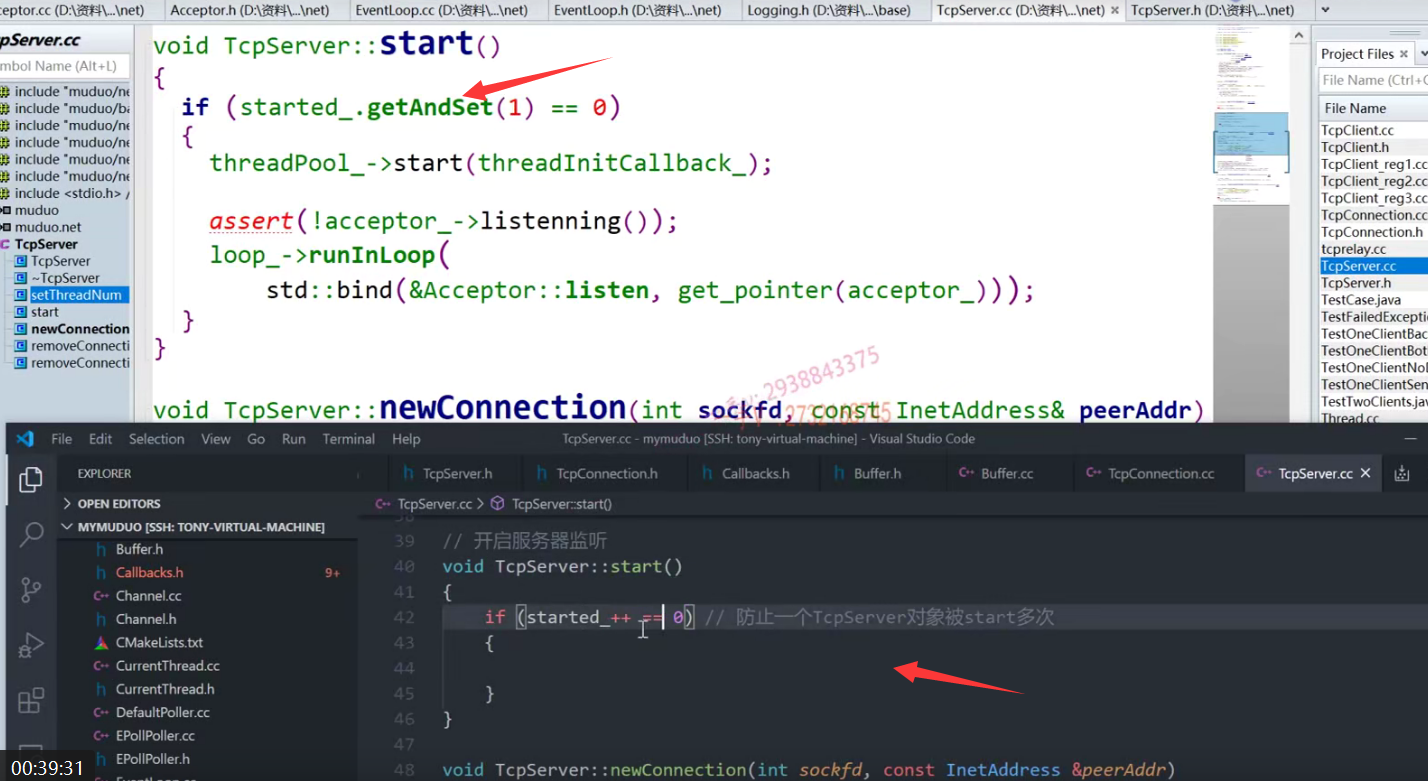 ceptor.cc (D:\资料\...\net) Acceptor.h (D:\资料\...\net) EventLoop.cc (D:\资料\...\net) EventLoop.h (D:\资料\...\net) Logging.h (D:\资料\...\base) TcpServer.cc (D:\资料\...\net) TcpServer.h (D:\资料\...\net)
pServer.cc
mbol Name (Alt+L)
include "muduo/ne
include "muduo/ba
include "muduo/ne
include "muduo/ne
include "muduo/ne
include "muduo/ne
include <stdio.h> /
muduo
muduo.net
TcpServer
TcpServer
~TcpServer
setThreadNum
start
newConnection
removeConnecti
removeConnecti
void TcpServer::start()
{
if (started_.getAndSet(1) == 0)
{
threadPool_->start(threadInitCallback_);
assert(!acceptor_->listenning());
loop_->runInLoop(
std::bind(&Acceptor::listen, get_pointer(acceptor_)));
}
}
void TcpServer::newConnection(int sockfd, const InetAddress& peerAddr)
2938843375
Project Files
File Name (Ctrl+C
File Name
TcpClient.cc
TcpClient.h
TcpClient_reg1.cc
TcpClient_reg2.cc
TcpClient_reg3.cc
TcpConnection.cc
TcpConnection.h
tcprelay.cc
TcpServer.cc
TcpServer.h
TestCase.java
TestFailedExceptio
TestOneClientBac
TestOneClientBot
TestOneClientNol
TestOneClientSen
TestTwoClients.jav
Thread.cc
File Edit Selection View Go Run Terminal Help
TcpServer.cc - mymuduo [SSH: tony-virtual-machine] - Visual Studio Code
EXPLORER
OPEN EDITORS
MYMUDUO [SSH: TONY-VIRTUAL-MACHINE]
Buffer.h
Callbacks.h 9+
Channel.cc
Channel.h
CMakeLists.txt
CurrentThread.cc
CurrentThread.h
DefaultPoller.cc
EPollPoller.cc
EPollPoller.h
TcpServer.h TcpConnection.h Callbacks.h Buffer.h Buffer.cc TcpConnection.cc TcpServer.cc
TcpServer.cc > TcpServer::start()
38
39 // 开启服务器监听
40 void TcpServer::start()
41 {
42 if (started_++ == 0) // 防止一个TcpServer对象被start多次
43 {
44
45 }
46 }
47
48 void TcpServer::newConnection(int sockfd, const InetAddress &peerAddr)
00:39:31